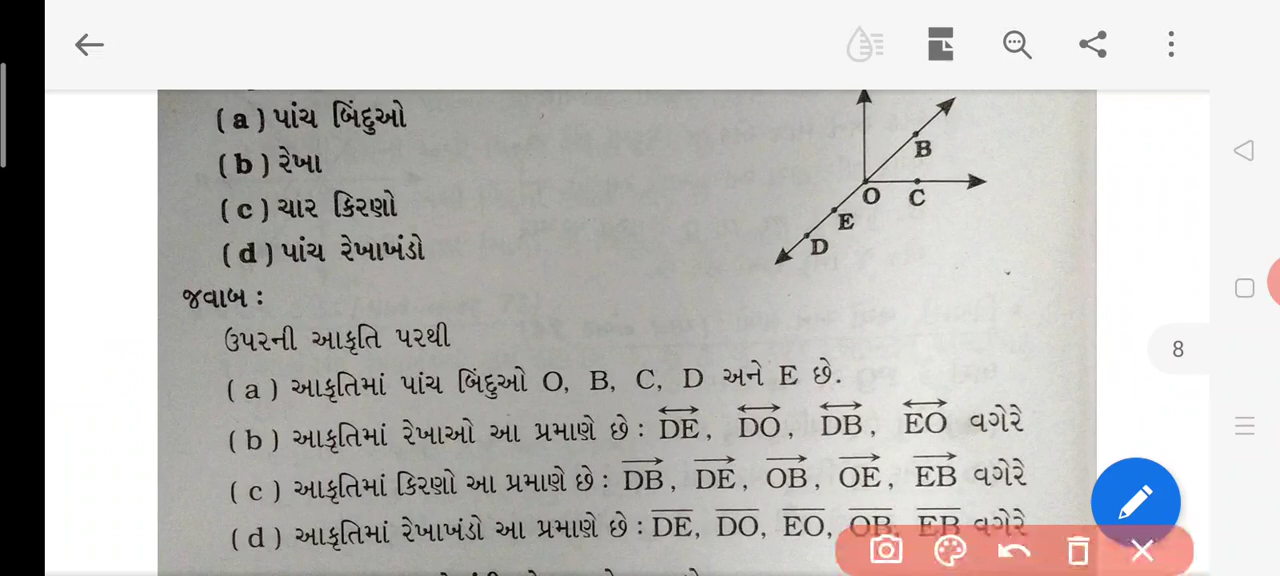 (a) પાંચ બિંદુઓ
(b) રેખા
(c) ચાર કિરણો
(d) પાંચ રેખાખંડો
B
O C
E
D
જવાબ :
ઉપરની આકૃતિ પરથી
(a) આકૃતિમાં પાંચ બિંદુઓ O, B, C, D અને E છે.
(b) આકૃતિમાં રેખાઓ આ પ્રમાણે છે : DE, DO, DB, EO વગેરે
(c) આકૃતિમાં કિરણો આ પ્રમાણે છે : DB, DE, OB, OE, EB વગેરે
(d) આકૃતિમાં રેખાખંડો આ પ્રમાણે છે : DE, DO, EO, OB, EB વગેરે
8